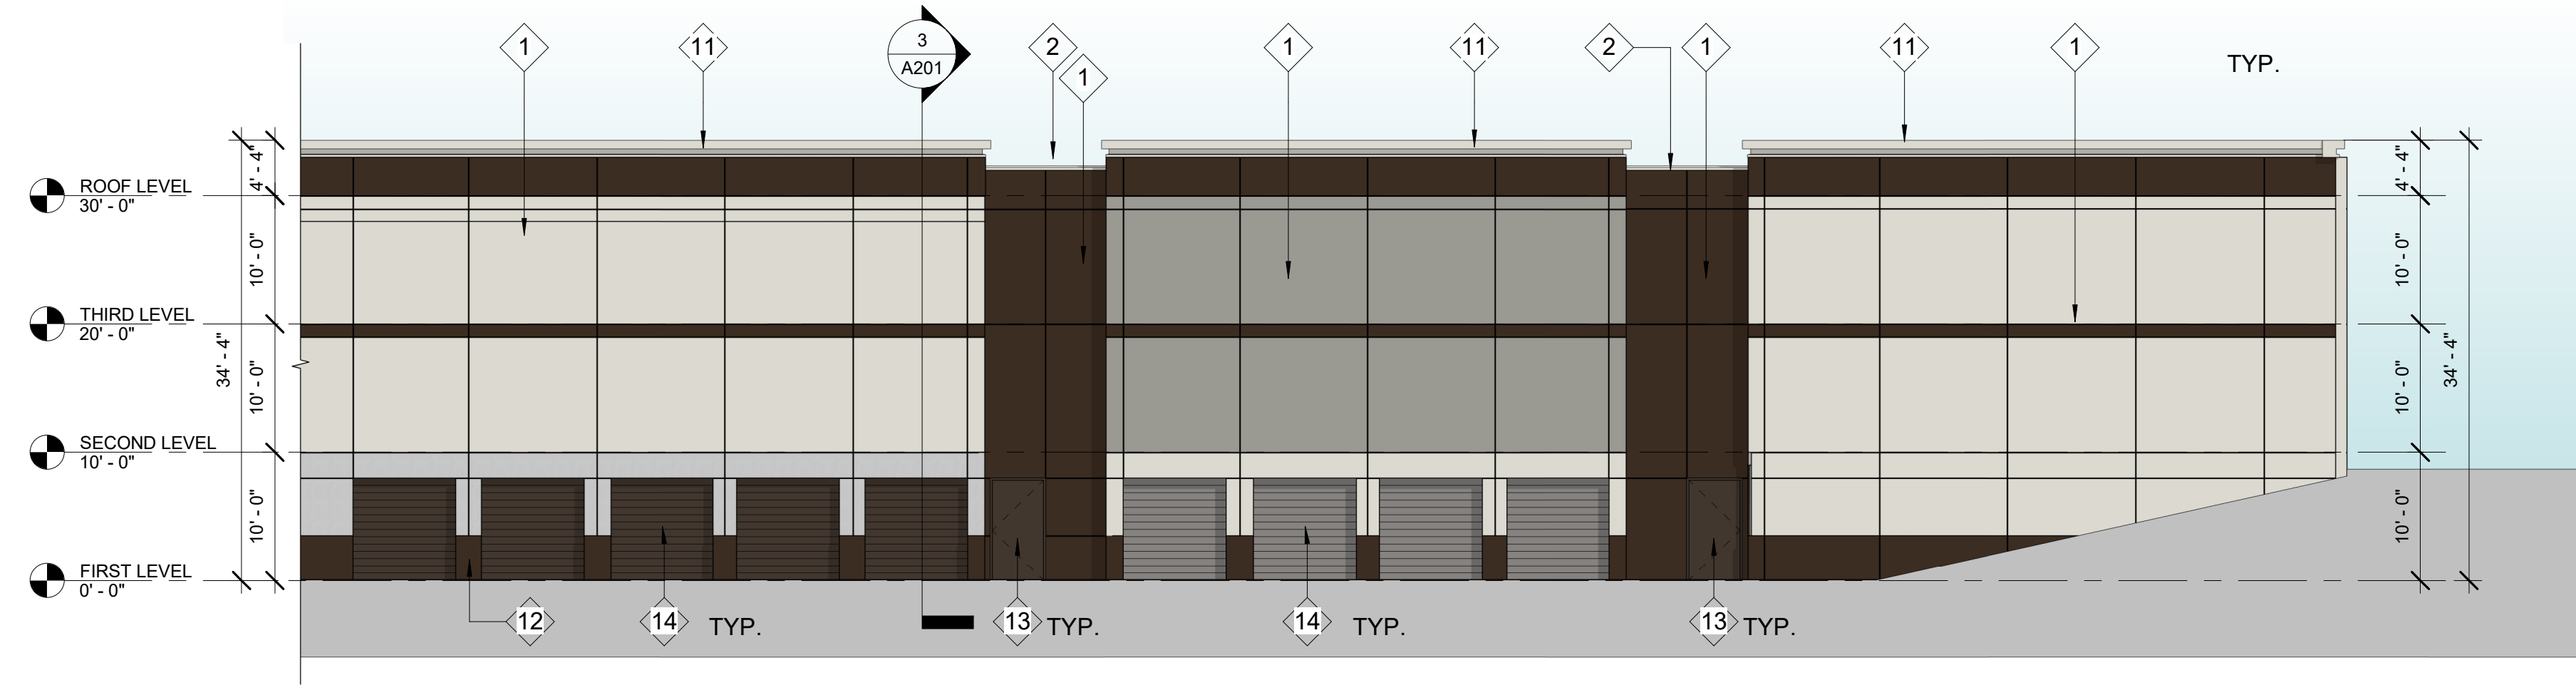 1
11
3
A201
2
1
1
11
2
1
11
1
TYP.
4' - 4"
4' - 4"
ROOF LEVEL
30' - 0"
10' - 0"
10' - 0"
THIRD LEVEL
20' - 0"
34' - 4"
10' - 0"
10' - 0"
34' - 4"
SECOND LEVEL
10' - 0"
10' - 0"
10' - 0"
FIRST LEVEL
0' - 0"
12
14
TYP.
13
TYP.
14
TYP.
13
TYP.